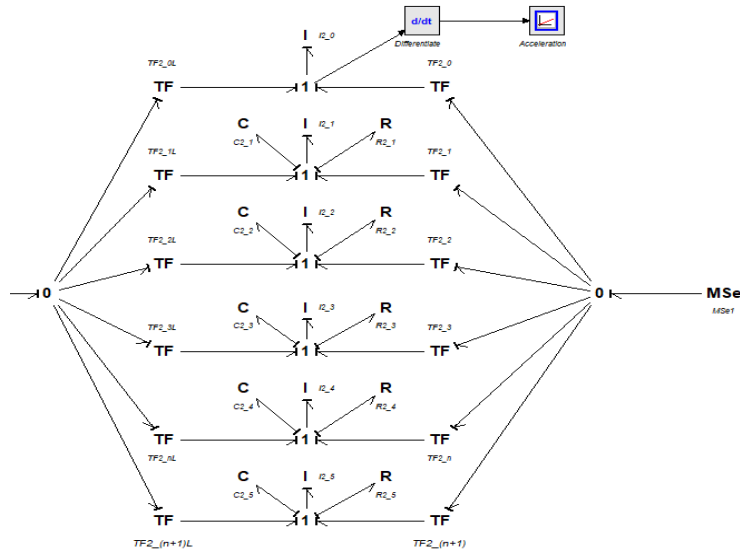 d/dt
I I2_0
Differentiate Acceleration
TF2_0L TF2_0
TF 1 TF
C I I2_1 R
C2_1 R2_1
TF2_1L TF2_1
TF 1 TF
C I I2_2 R
C2_2 R2_2
TF2_2L TF2_2
TF 1 TF
0 0 MSe
MSe1
C I I2_3 R
C2_3 R2_3
TF2_3L TF2_3
TF 1 TF
C I I2_4 R
C2_4 R2_4
TF 1 TF
TF2_nL TF2_n
C I I2_5 R
C2_5 R2_5
TF 1 TF
TF2_(n+1)L TF2_(n+1)